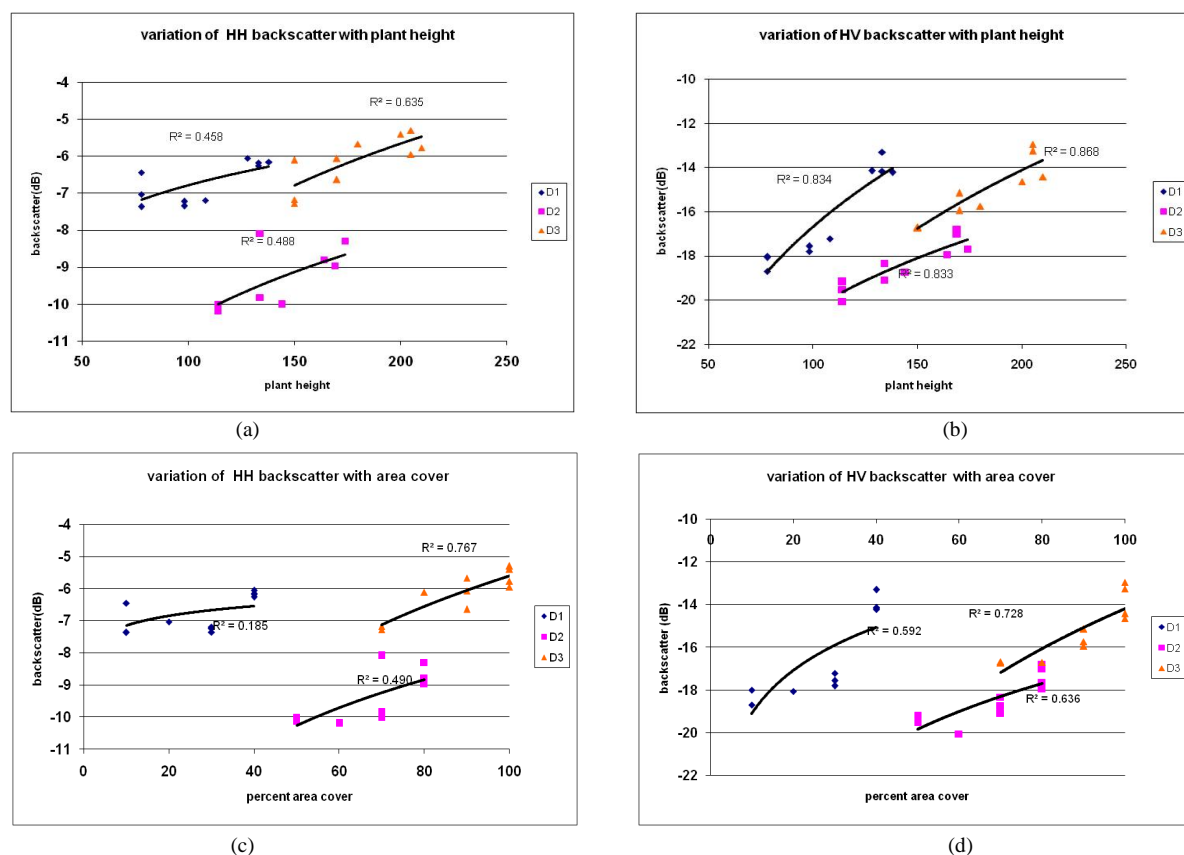 variation of HH backscatter with plant height
-4
-5
-6
-7
-8
-9
-10
-11
backscatter(dB)
R² = 0.458
R² = 0.635
R² = 0.488
50
100
150
200
250
plant height
D1
D2
D3
(a)
variation of HV backscatter with plant height
-10
-12
-14
-16
-18
-20
-22
backscatter(dB)
R² = 0.834
R² = 0.868
R² = 0.833
50
100
150
200
250
plant height
D1
D2
D3
(b)
variation of HH backscatter with area cover
-4
-5
-6
-7
-8
-9
-10
-11
backscatter(dB)
R² = 0.767
R² = 0.185
R² = 0.490
0
20
40
60
80
100
percent area cover
D1
D2
D3
(c)
variation of HV backscatter with area cover
-10
-12
-14
-16
-18
-20
-22
backscatter (dB)
0
20
40
60
80
100
R² = 0.728
R² = 0.592
R² = 0.636
percent area cover
D1
D2
D3
(d)